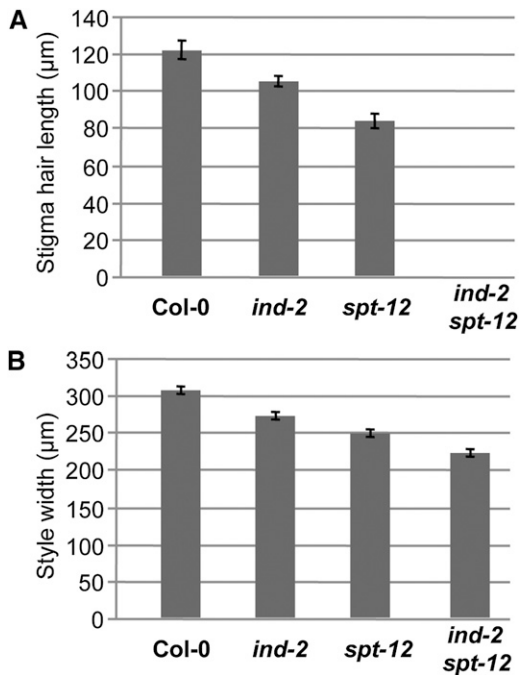 A
Stigma hair length (µm)
140
120
100
80
60
40
20
0
Col-0 ind-2 spt-12 ind-2
spt-12
B
Style width (µm)
350
300
250
200
150
100
50
0
Col-0 ind-2 spt-12 ind-2
spt-12